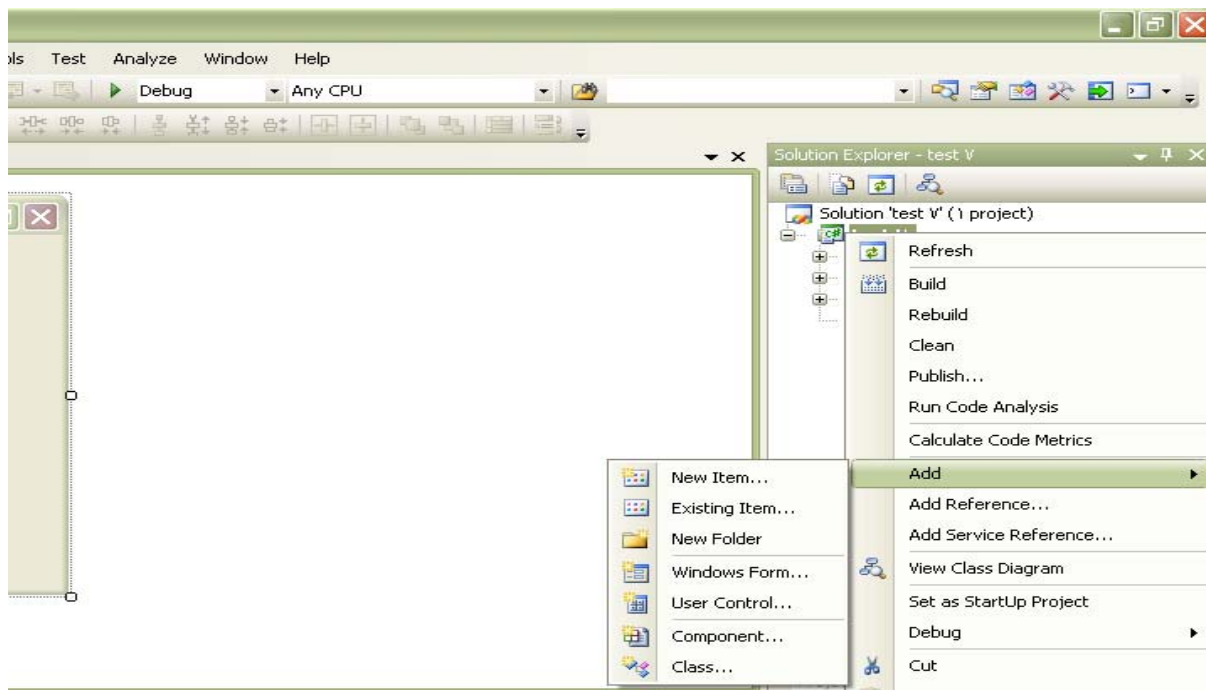 Test Analyze Window Help
Debug Any CPU
Solution Explorer - test V
Solution 'test V' (1 project)
Refresh
Build
Rebuild
Clean
Publish...
Run Code Analysis
Calculate Code Metrics
Add
Add Reference...
Add Service Reference...
View Class Diagram
Set as StartUp Project
Debug
Cut
New Item...
Existing Item...
New Folder
Windows Form...
User Control...
Component...
Class...